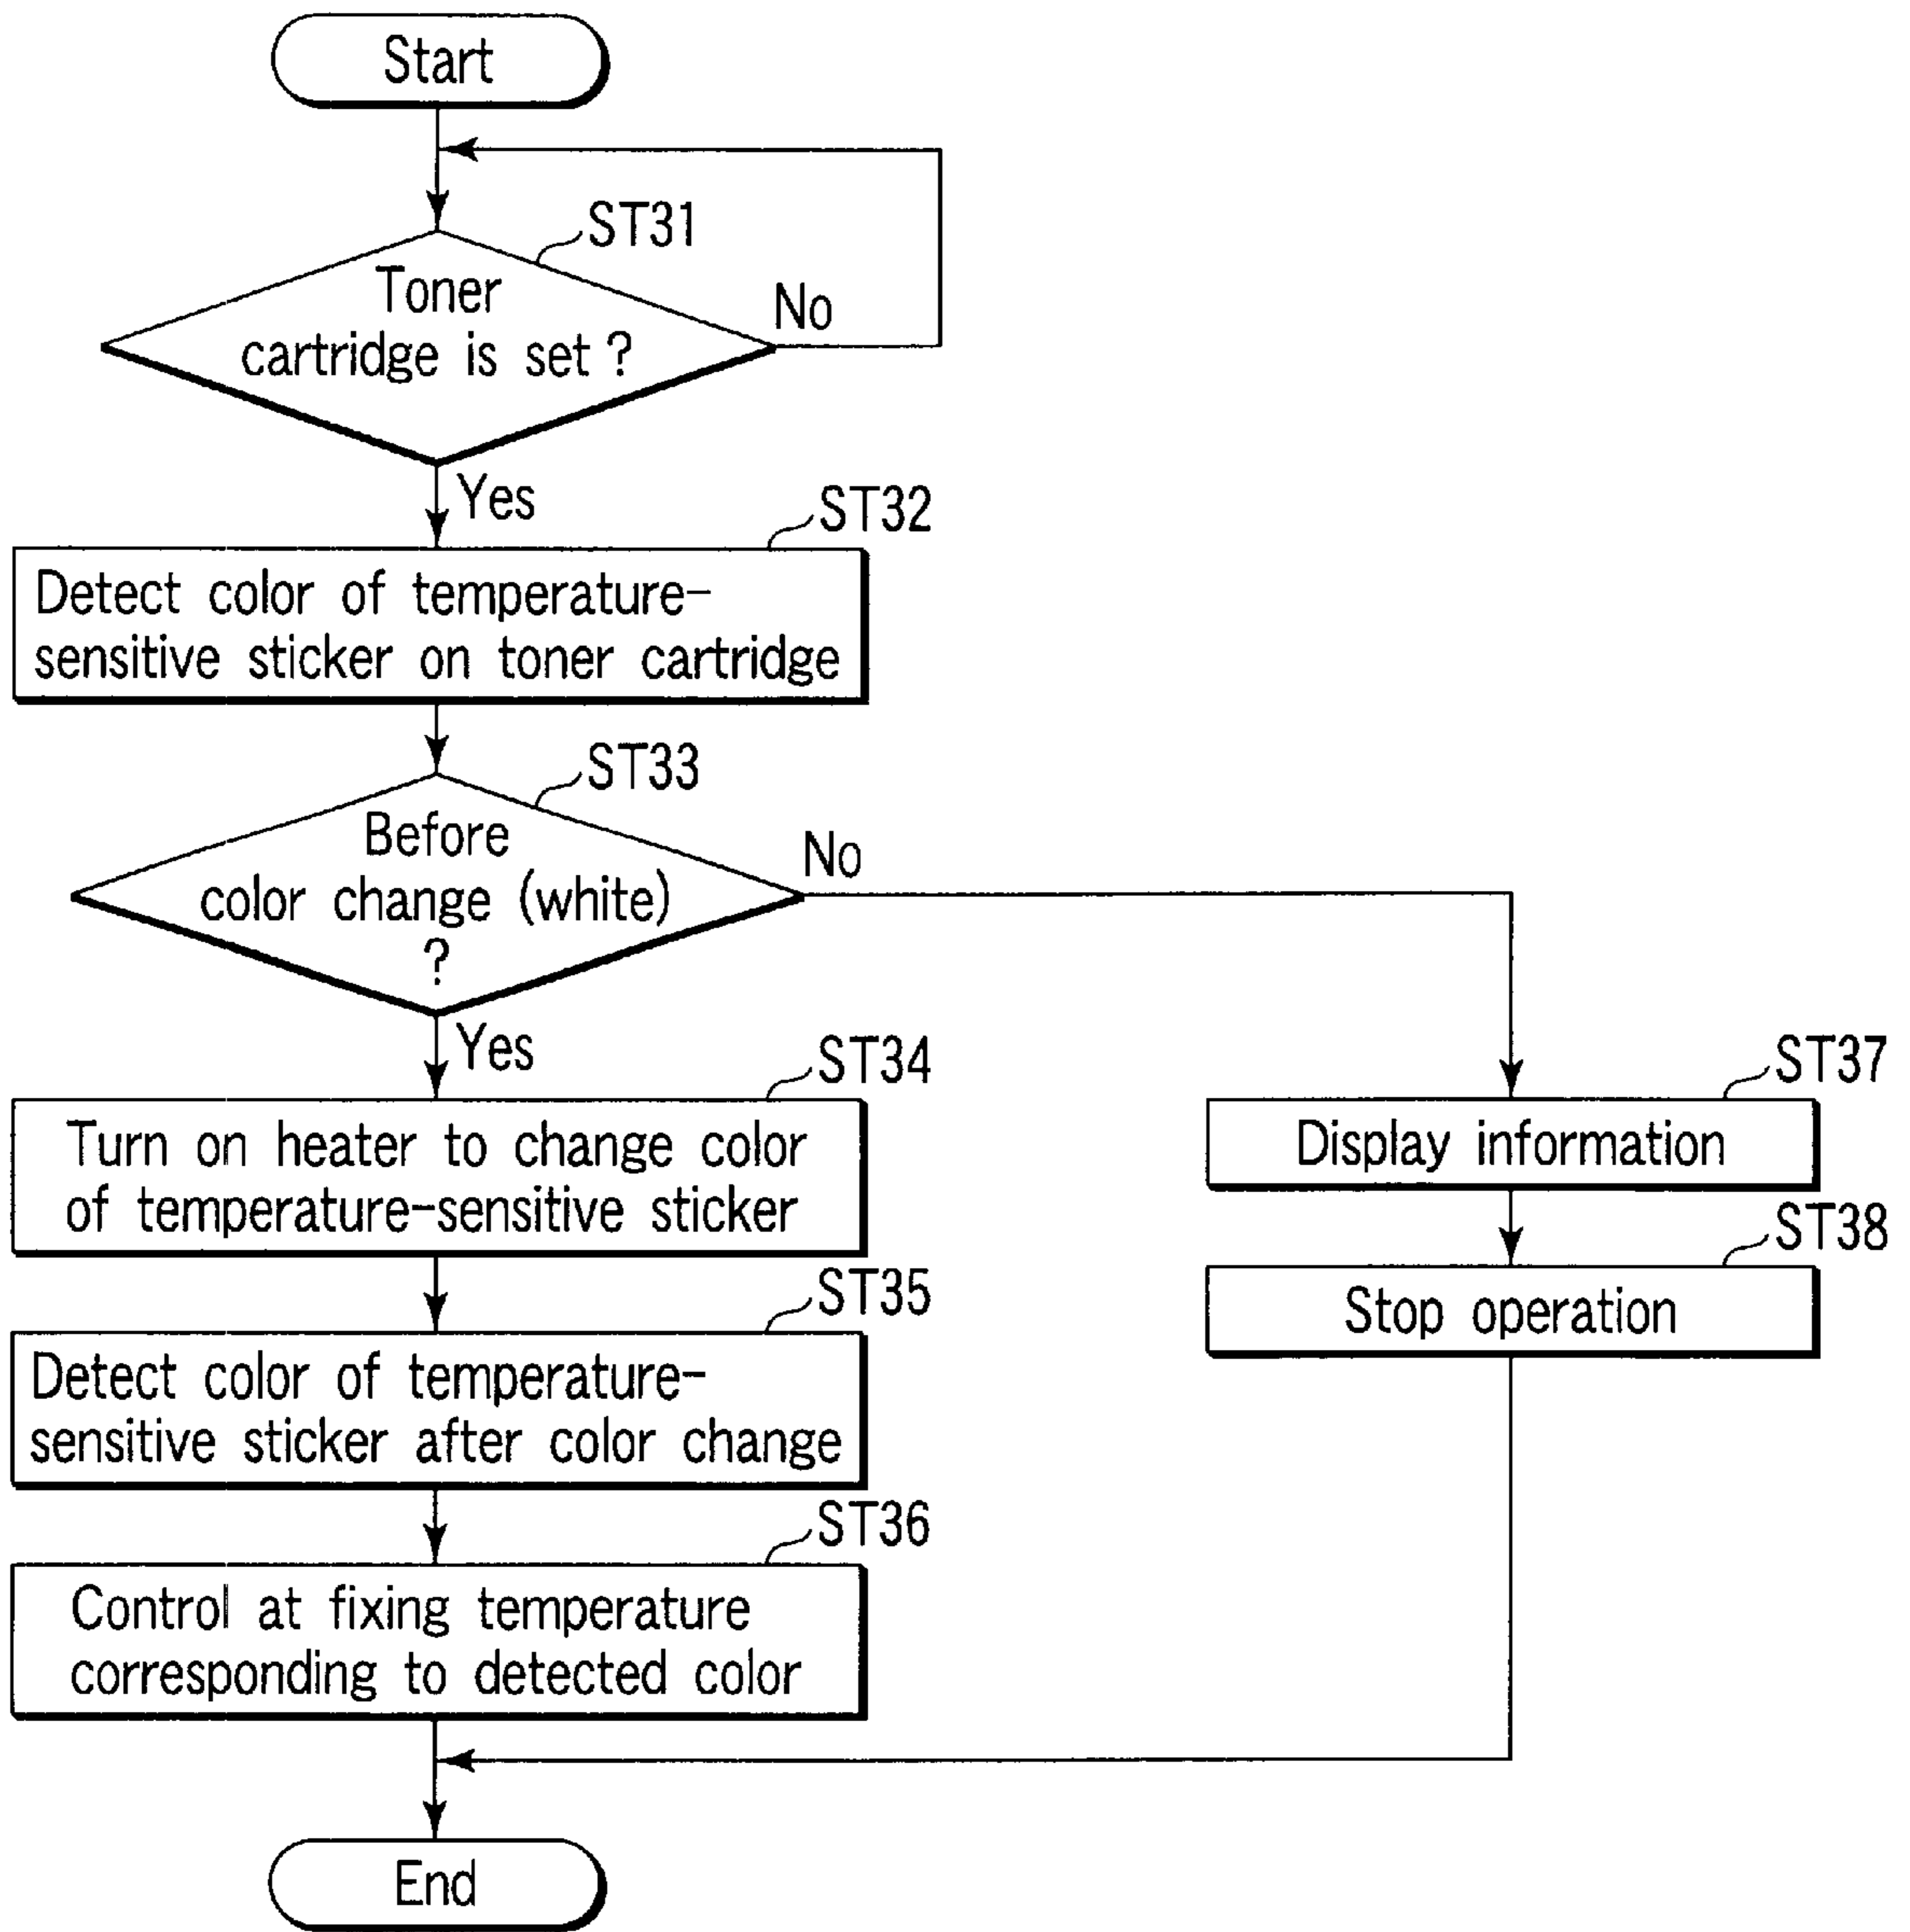 Start
ST31
Toner
cartridge is set ?
No
Yes
ST32
Detect color of temperature-
sensitive sticker on toner cartridge
ST33
Before
color change (white)
?
No
Yes
ST34
Turn on heater to change color
of temperature-sensitive sticker
ST37
Display information
ST38
Stop operation
ST35
Detect color of temperature-
sensitive sticker after color change
ST36
Control at fixing temperature
corresponding to detected color
End